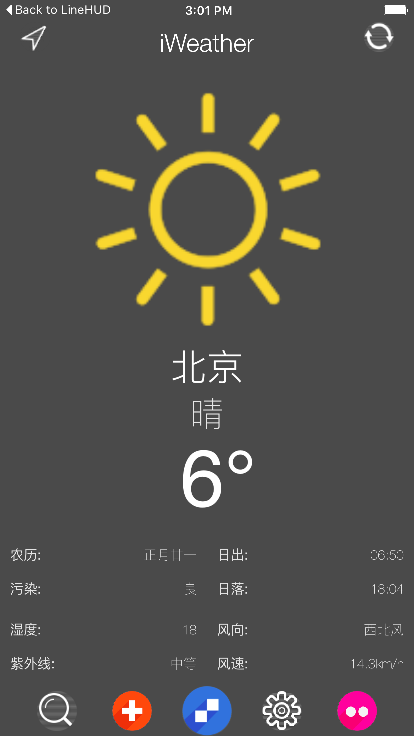 Back to LineHUD
3:01 PM
iWeather
北京
晴
6°
农历: 正月廿一 日出: 06:50
污染: 良 日落: 18:04
湿度: 18 风向: 西北风
紫外线: 中等 风速: 14.3km/h